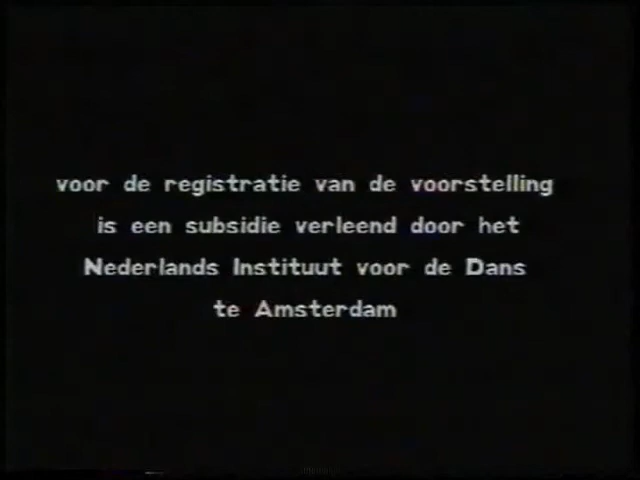 voor de registratie van de voorstelling
is een subsidie verleend door het
Nederlands Instituut voor de Dans
te Amsterdam